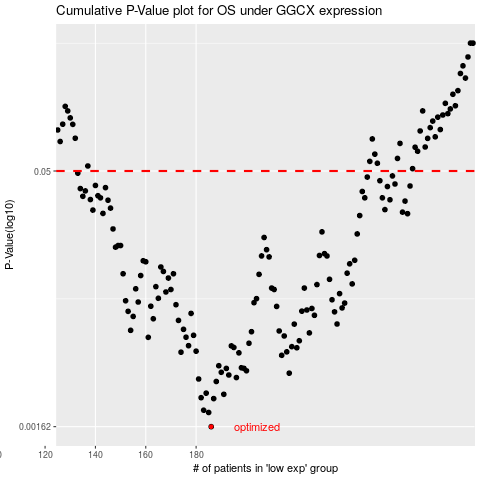 Cumulative P-Value plot for OS under GGCX expression
P-Value(log10)
0.05
0.00162
optimized
0
120
140
160
180
# of patients in 'low exp' group